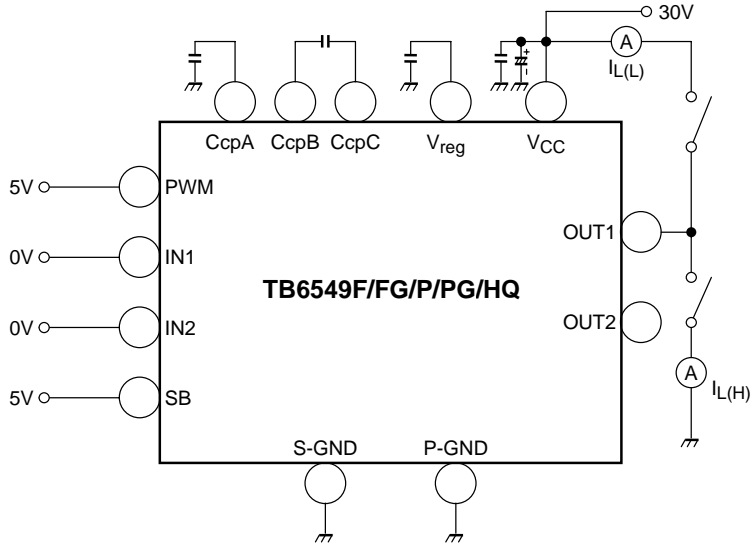 30V
A
IL(L)
+
-
CcpA CcpB CcpC Vreg VCC
5V PWM
0V IN1
0V IN2
5V SB
TB6549F/FG/P/PG/HQ
OUT1
OUT2
A
IL(H)
S-GND P-GND